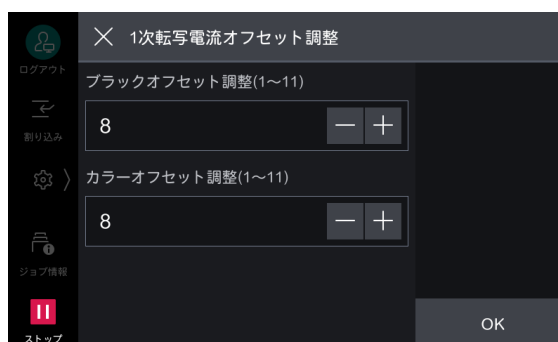 1次転写電流オフセット調整
ログアウト
ブラックオフセット調整(1～11)
8
割り込み
カラーオフセット調整(1～11)
8
ジョブ情報
OK
ストップ